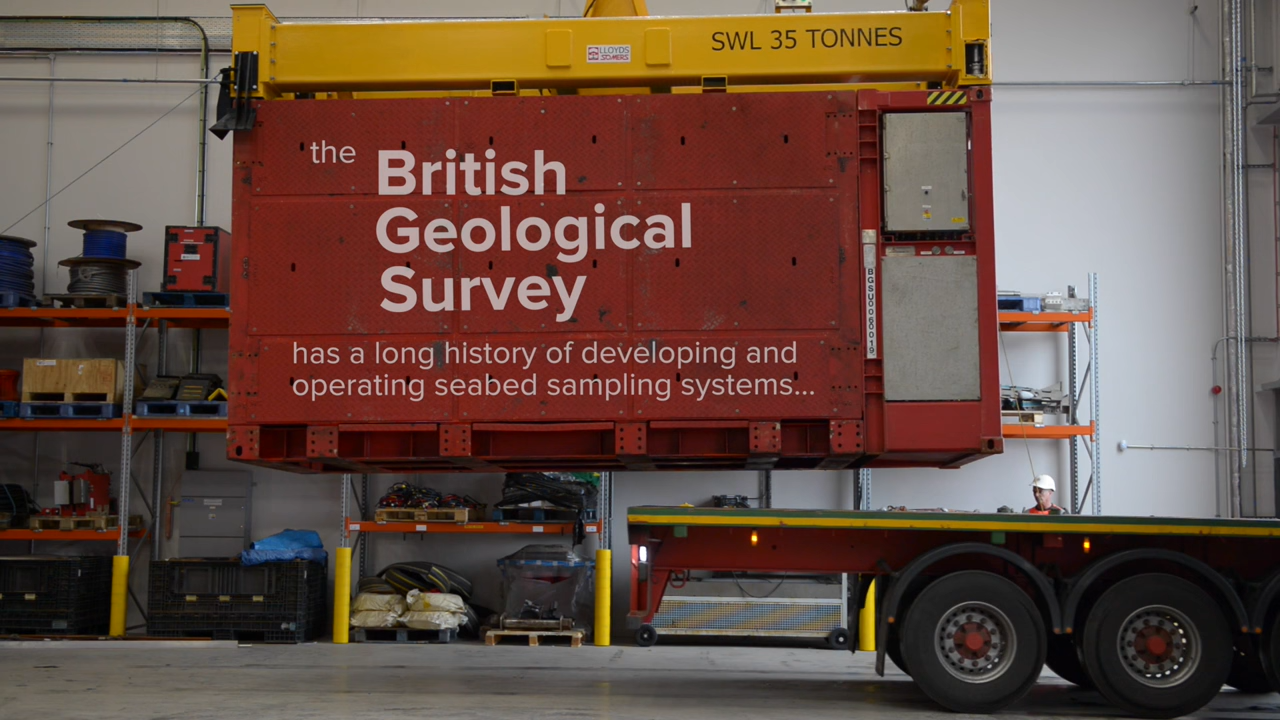 SWL 35 TONNES
LLOYDS
SOMERS
the
British
Geological
Survey
has a long history of developing and
operating seabed sampling systems...
BGSU0060019